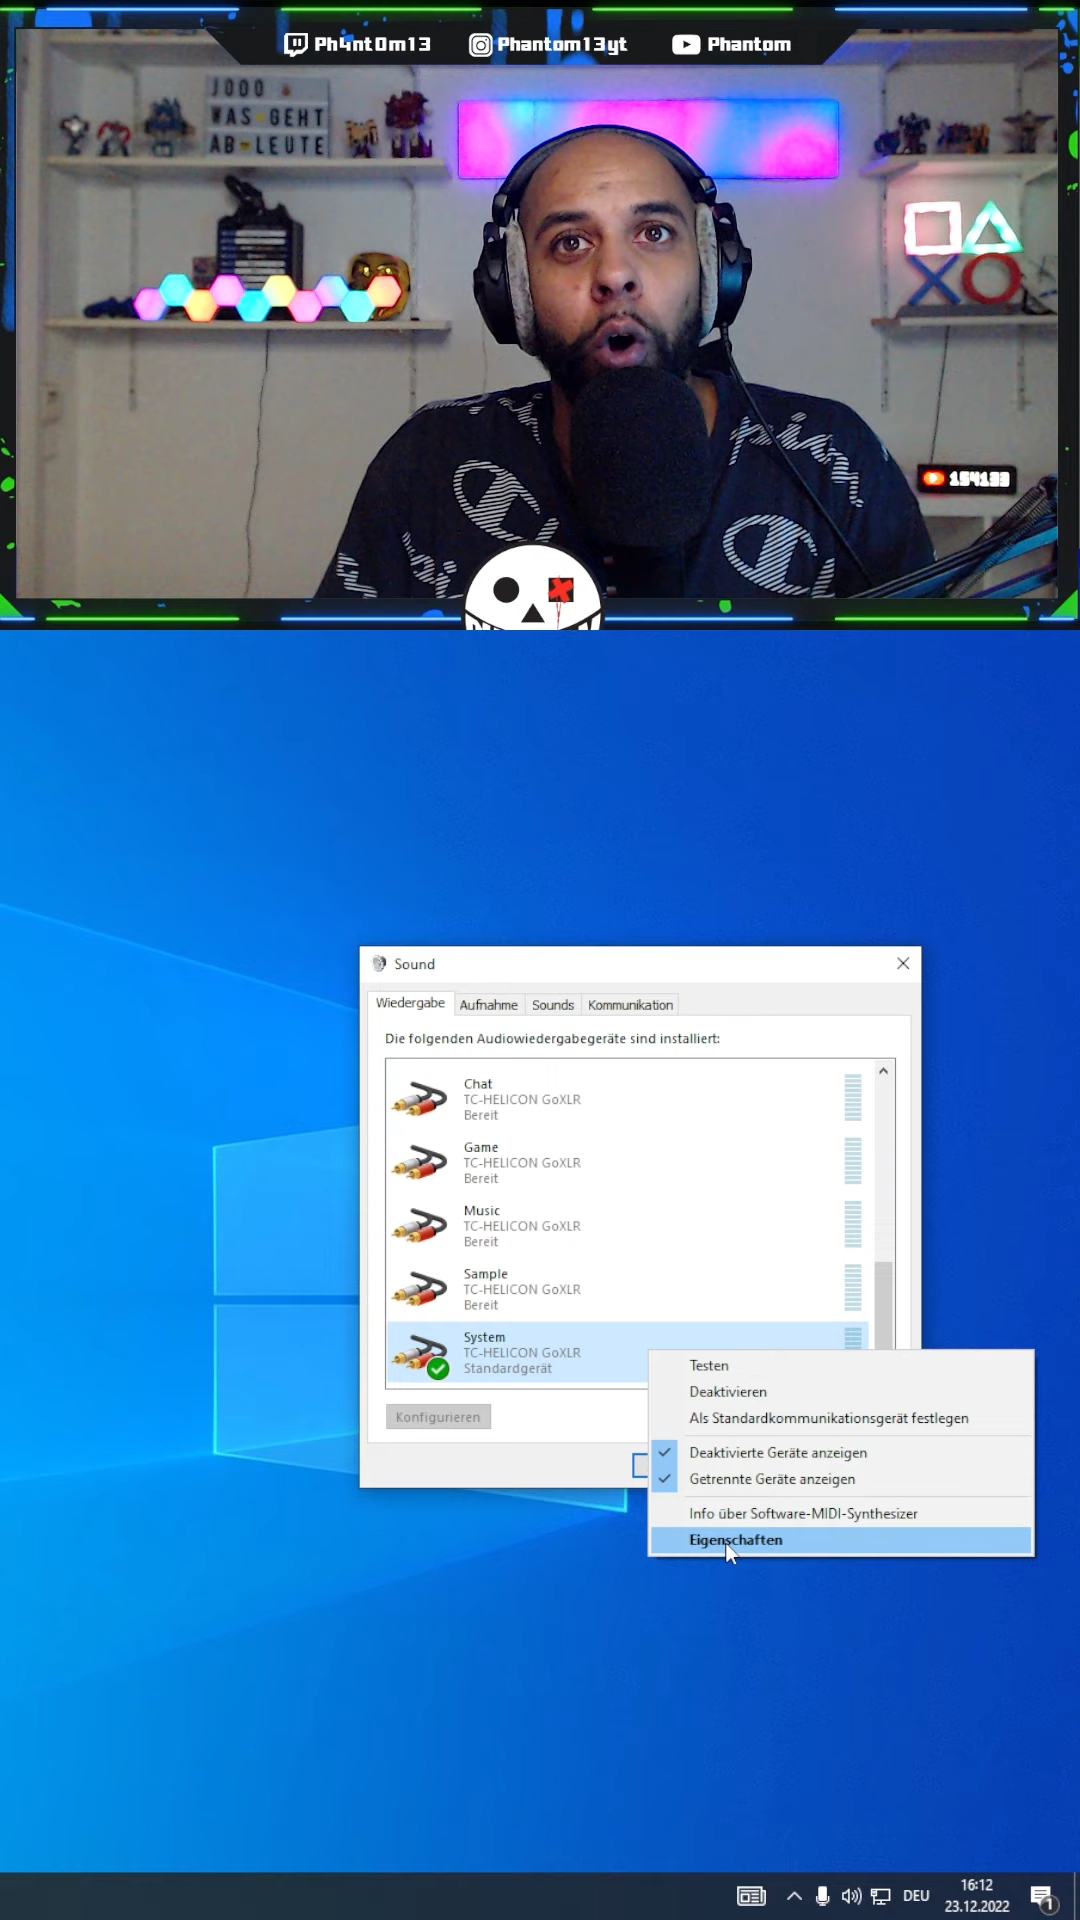 Ph4nt0m13 Phantom13yt Phantom
JOOO
WAS GEHT
AB LEUTE
154133
Sound
Wiedergabe Aufnahme Sounds Kommunikation
Die folgenden Audiowiedergabegeräte sind installiert:
Chat
TC-HELICON GoXLR
Bereit
Game
TC-HELICON GoXLR
Bereit
Music
TC-HELICON GoXLR
Bereit
Sample
TC-HELICON GoXLR
Bereit
System
TC-HELICON GoXLR
Standardgerät
Konfigurieren
Testen
Deaktivieren
Als Standardkommunikationsgerät festlegen
Deaktivierte Geräte anzeigen
Getrennte Geräte anzeigen
Info über Software-MIDI-Synthesizer
Eigenschaften
DEU
16:12
23.12.2022
1